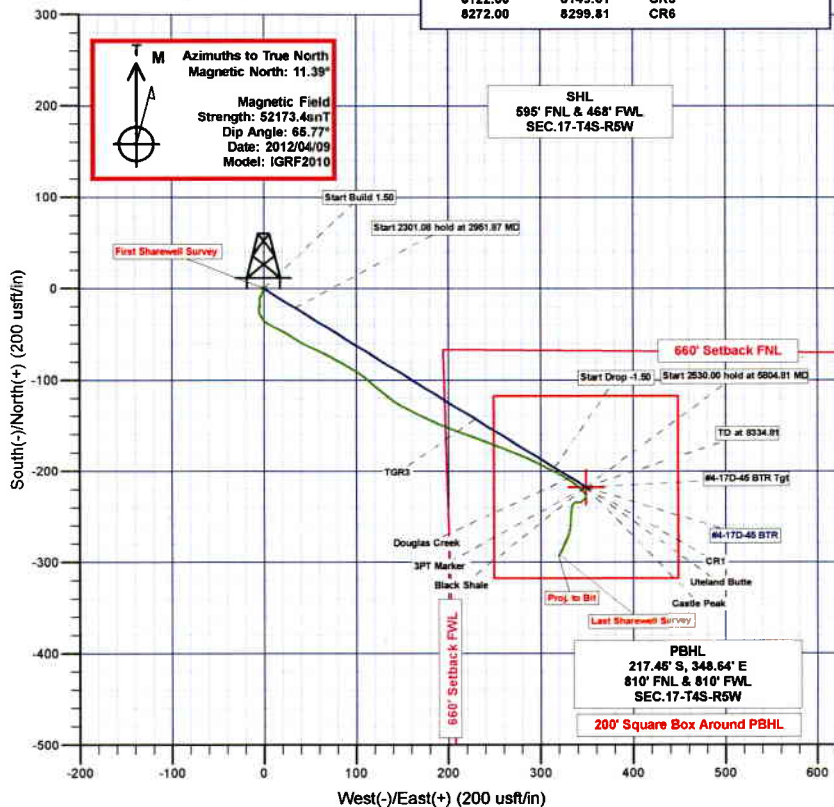 8272.00 8299.81 CR6
300
200
100
0
-100
-200
-300
-400
-500
South(-)/North(+) (200 usft/in)
T M
Azimuths to True North
Magnetic North: 11.39°
Magnetic Field
Strength: 52173.4snT
Dip Angle: 65.77°
Date: 2012/04/09
Model: IGRF2010
SHL
595' FNL & 468' FWL
SEC.17-T4S-R5W
Start Build 1.50
Start 2301.08 hold at 2951.87 MD
First Sharewell Survey
660' Setback FNL
Start Drop -1.50
Start 2530.00 hold at 5804.81 MD
TD at 8334.81
TGR3
#4-17D-45 BTR Tgt
Douglas Creek
#4-17D-45 BTR
3PT Marker
CR1
Black Shale
Uteland Butte
Castle Peak
Proj. to Bit
Last Sharewell Survey
660' Setback FWL
PBHL
217.45' S, 348.64' E
810' FNL & 810' FWL
SEC.17-T4S-R5W
200' Square Box Around PBHL
-200 -100 0 100 200 300 400 500 600
West(-)/East(+) (200 usft/in)